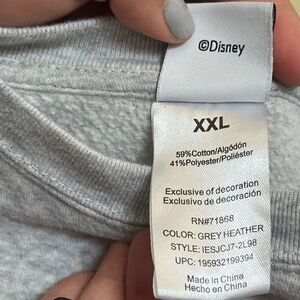 ©Disney
XXL
59%Cotton/Algodón
41%Polyester/Poliéster
Exclusive of decoration
Exclusivo de decoración
RN#71868
COLOR: GREY HEATHER
STYLE: IESJCJ7-2L98
UPC: 195932199394
Made in China
Hecho en China